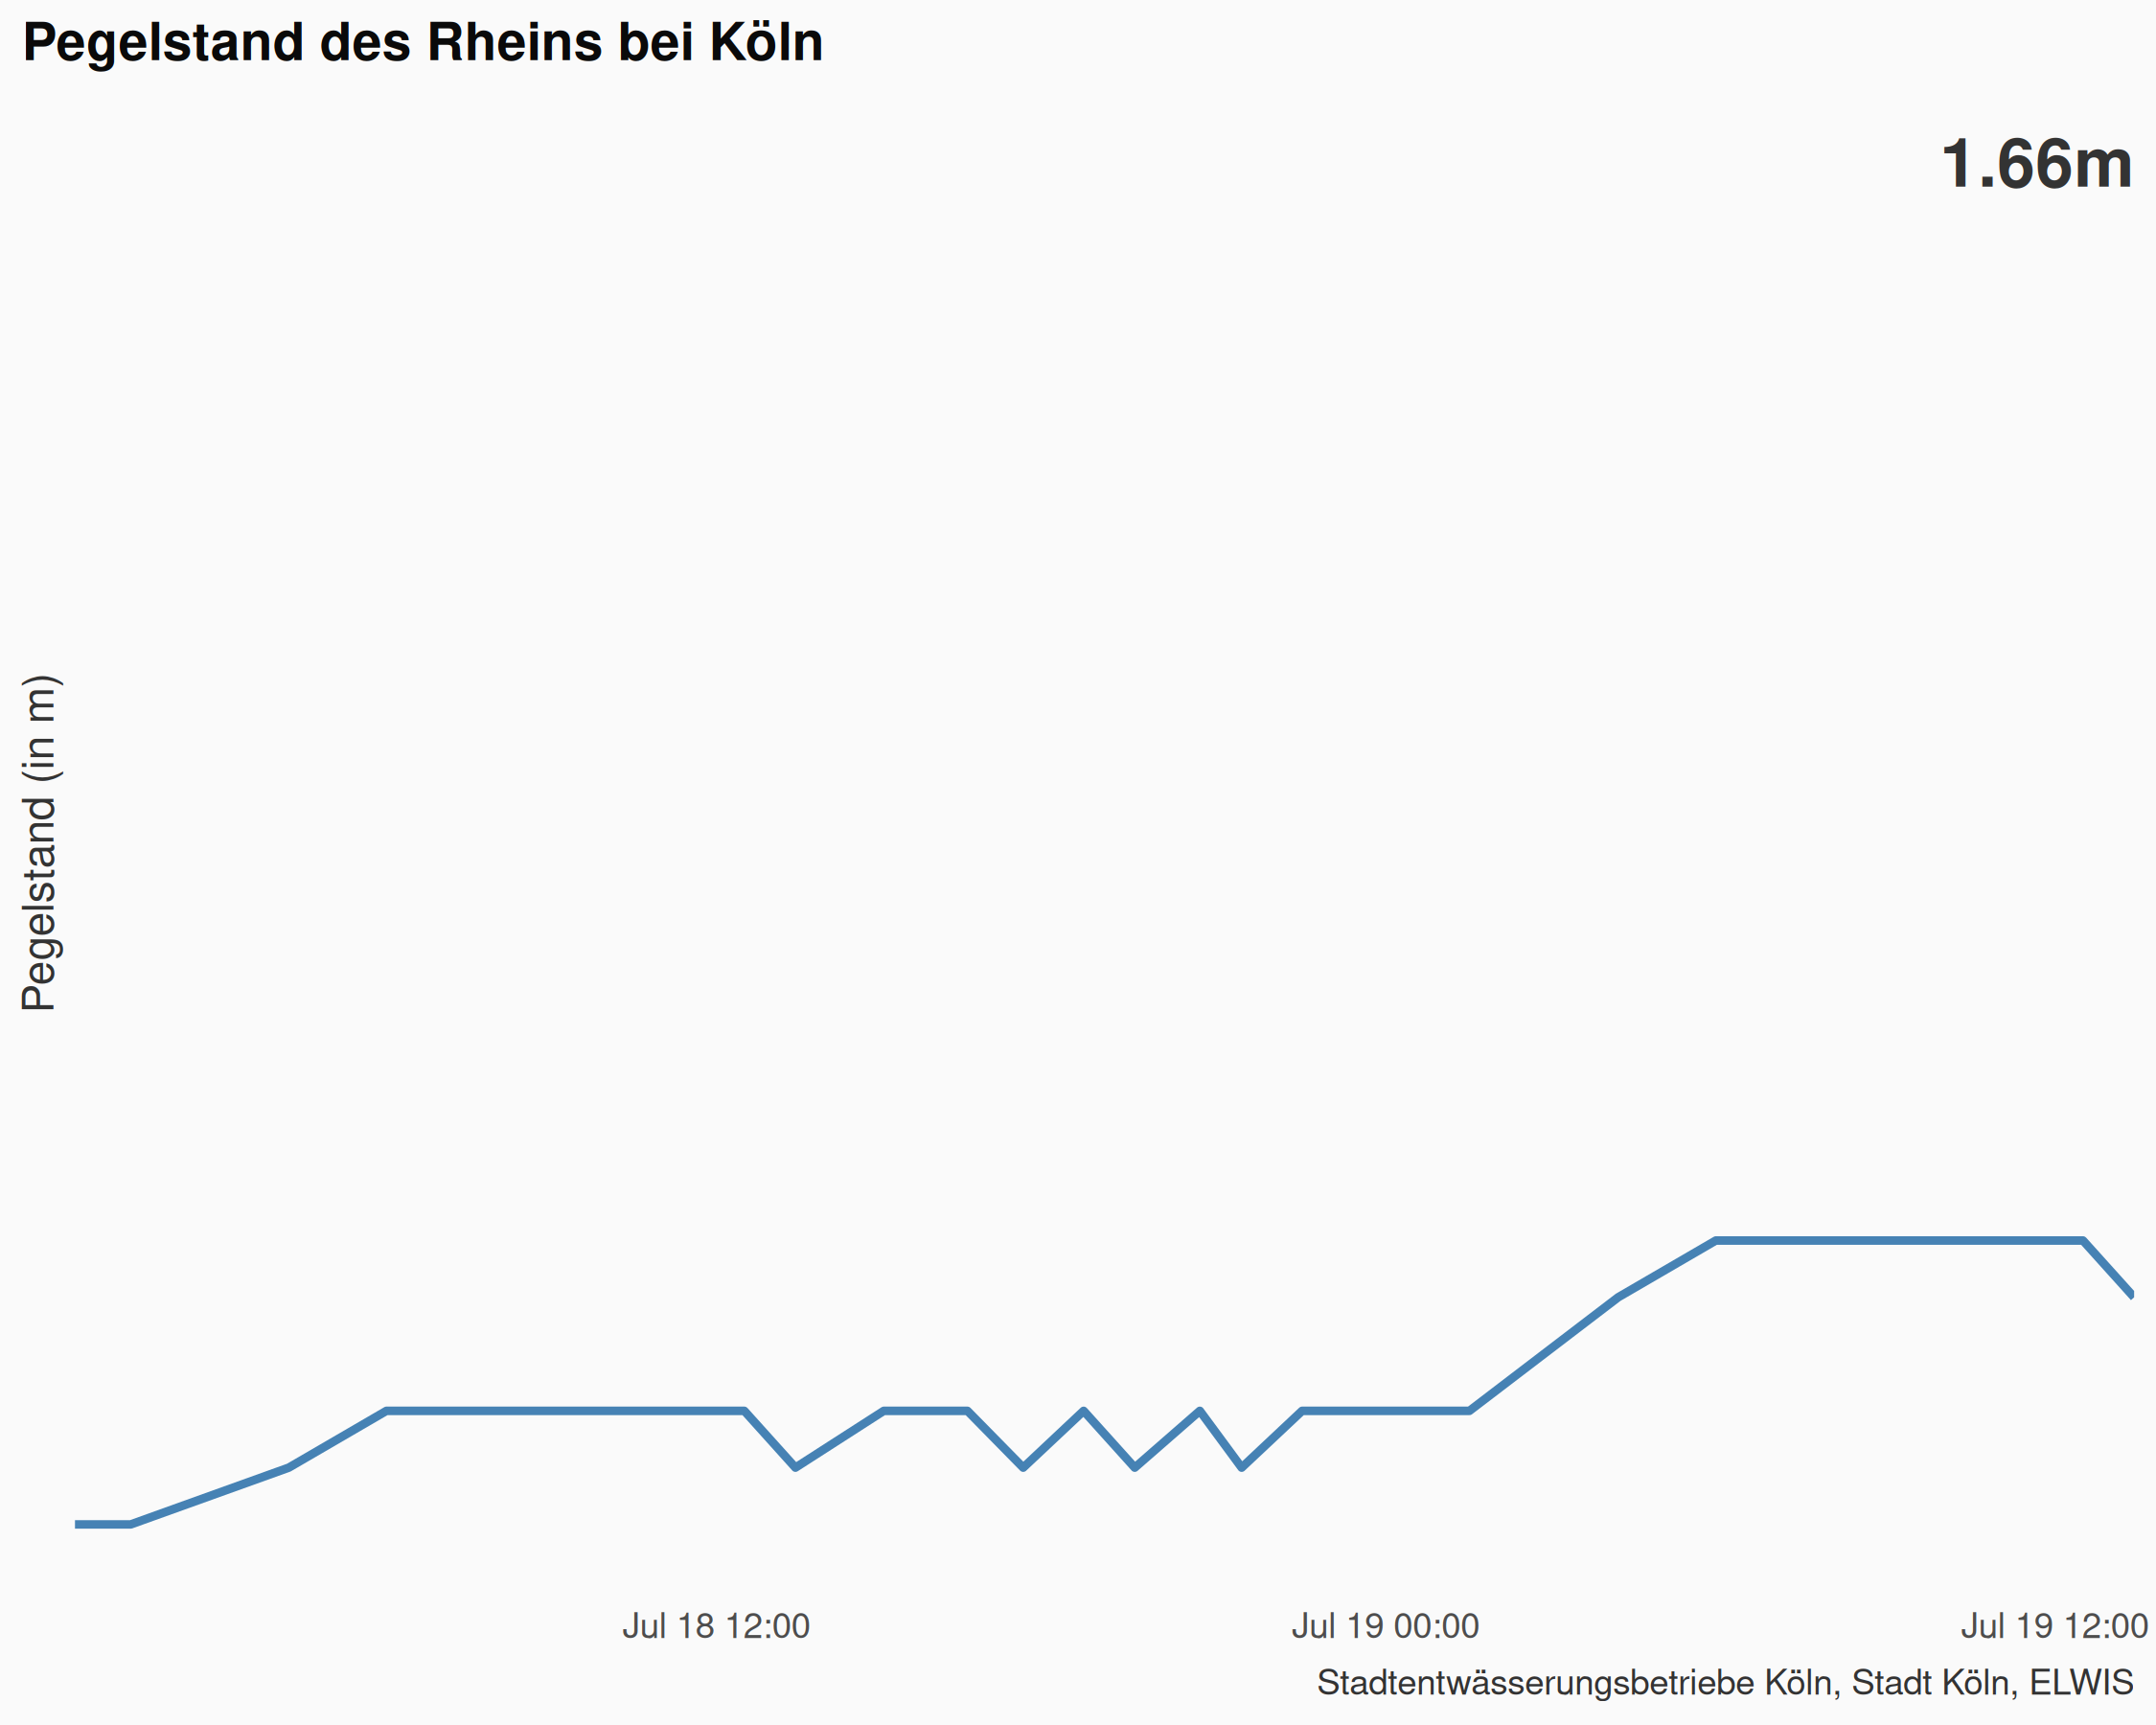 Pegelstand des Rheins bei Köln
1.66m
Pegelstand (in m)
Jul 18 12:00
Jul 19 00:00
Jul 19 12:00
Stadtentwässerungsbetriebe Köln, Stadt Köln, ELWIS